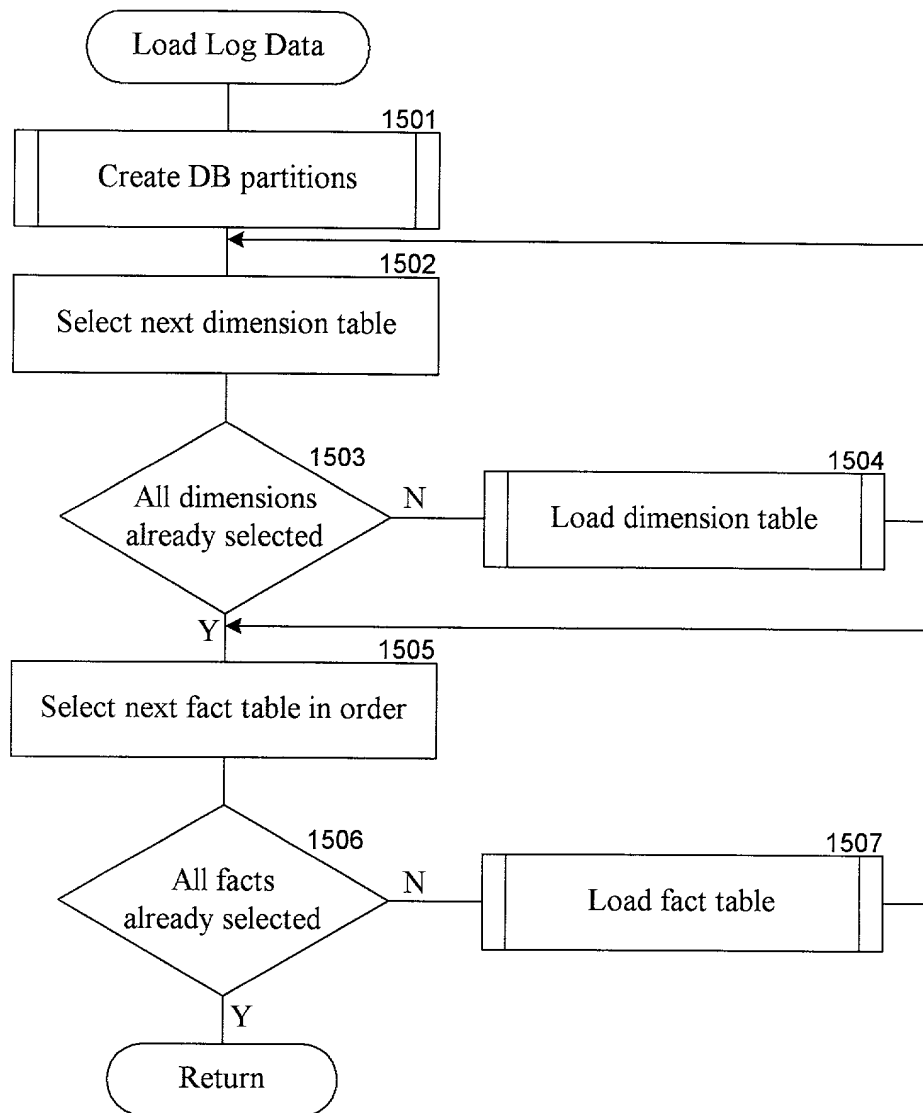 Load Log Data
1501
Create DB partitions
1502
Select next dimension table
1503
All dimensions
already selected
N
1504
Load dimension table
Y
1505
Select next fact table in order
1506
All facts
already selected
N
1507
Load fact table
Y
Return